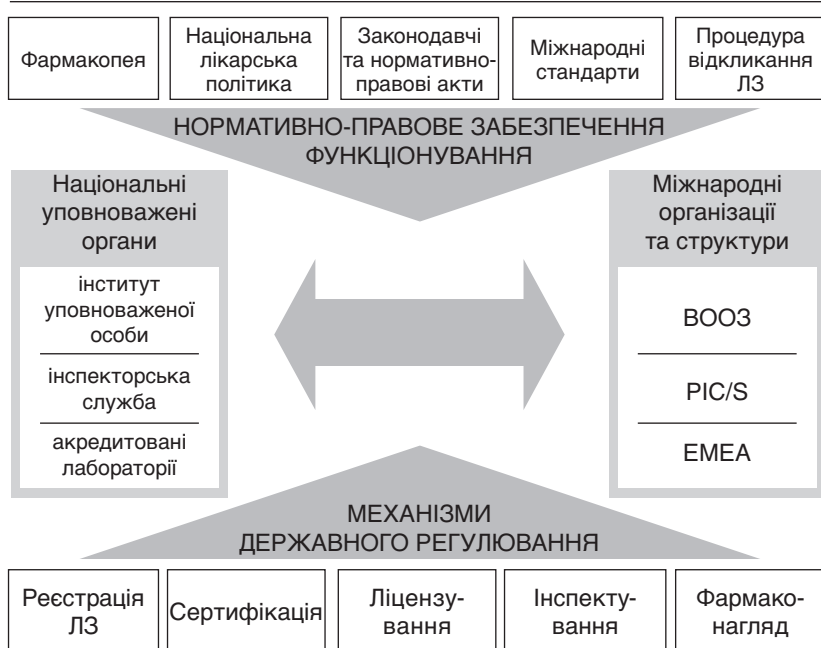 Фармакопея
Національна
лікарська
політика
Законодавчі
та нормативно-
правові акти
Міжнародні
стандарти
Процедура
відкликання
ЛЗ
НОРМАТИВНО-ПРАВОВЕ ЗАБЕЗПЕЧЕННЯ
ФУНКЦІОНУВАННЯ
Національні
уповноважені
органи
інститут
уповноваженої
особи
інспекторська
служба
акредитовані
лабораторії
Міжнародні
організації
та структури
ВООЗ
PIC/S
EMEA
МЕХАНІЗМИ
ДЕРЖАВНОГО РЕГУЛЮВАННЯ
Реєстрація
ЛЗ
Сертифікація
Ліцензу-
вання
Інспекту-
вання
Фармако-
нагляд